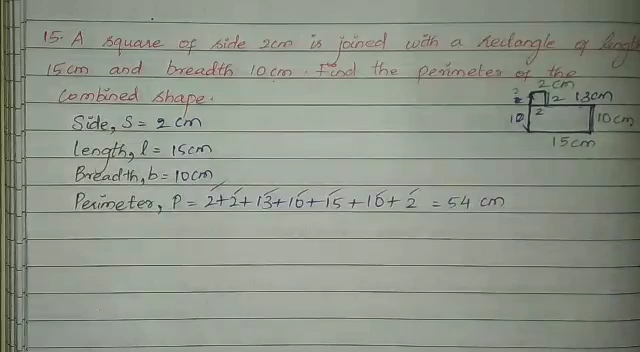 15. A square of side 2cm is joined with a rectangle of length
15cm and breadth 10cm. Find the perimeter of the
combined shape.
2cm
2 2 13cm
2
10 10cm
15cm
Side, S = 2 cm
Length, l = 15cm
Breadth, b = 10cm
Perimeter, P = 2+2+13+10+15+10+2 = 54 cm